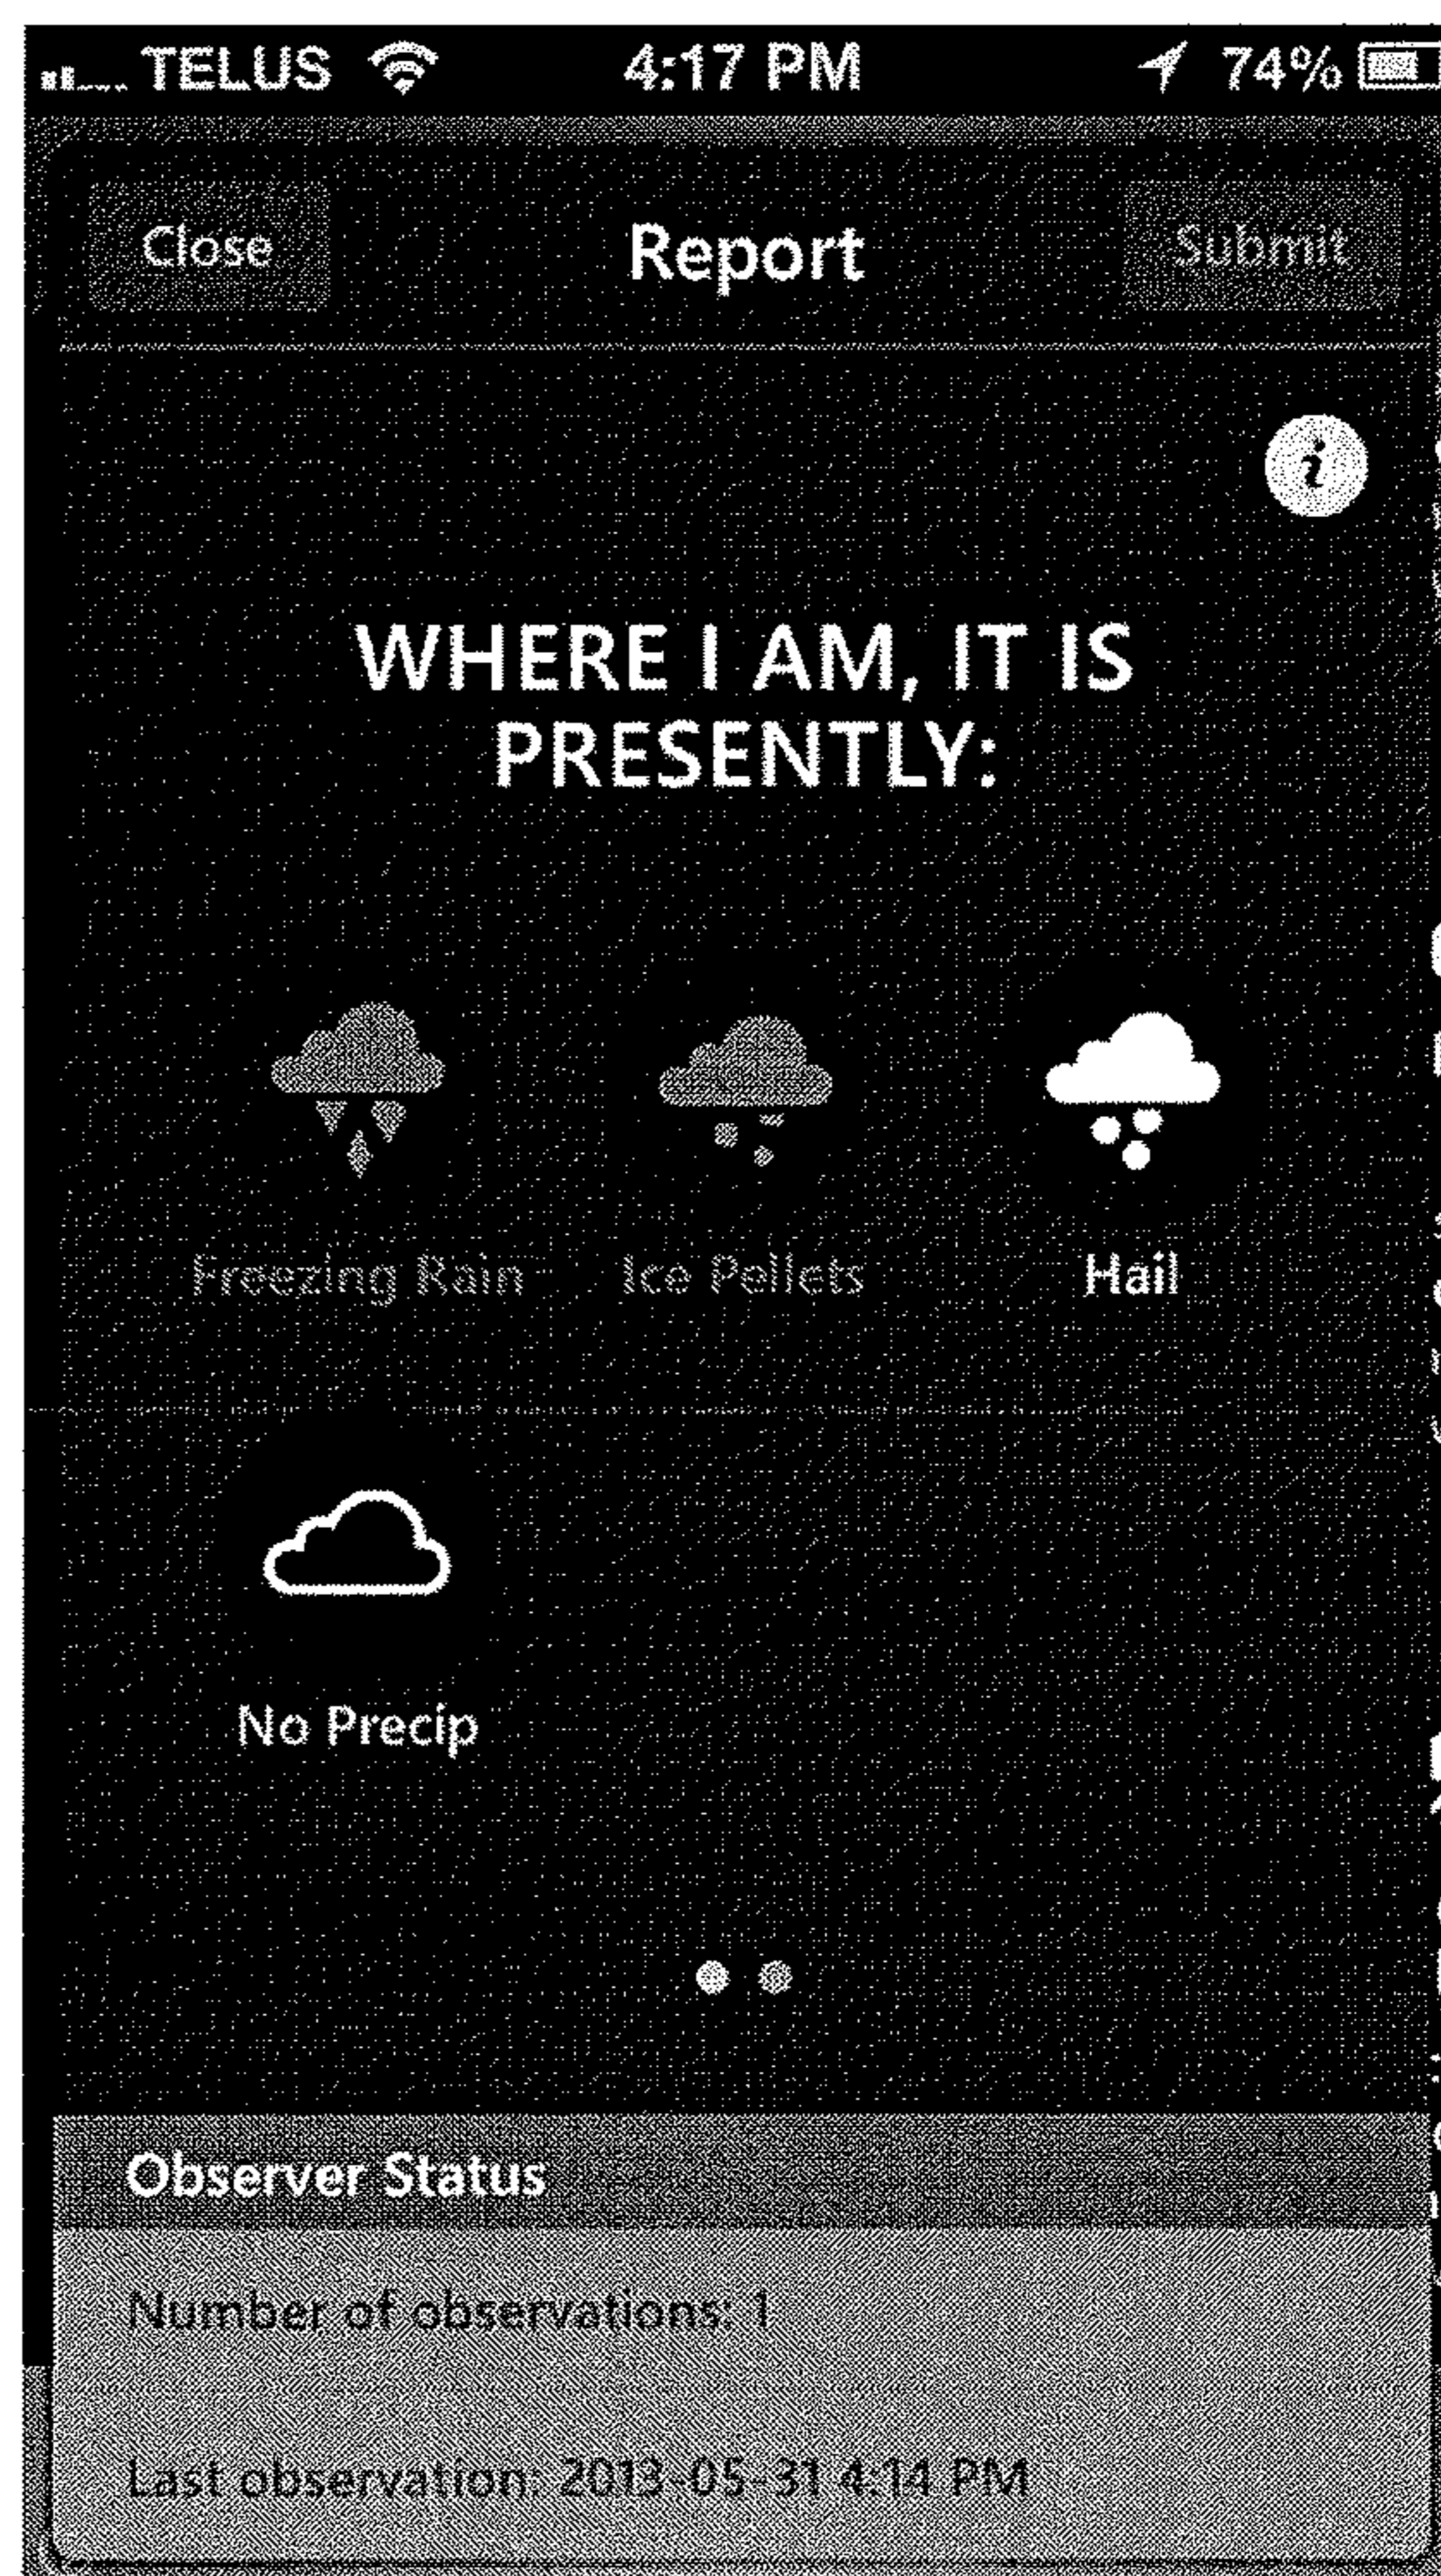 TELUS 4:17 PM 74%
Close Report Submit
i
WHERE I AM, IT IS
PRESENTLY:
Freezing Rain Ice Pellets Hail
No Precip
Observer Status
Number of observations: 1
Last observation: 2013-05-31 4:14 PM